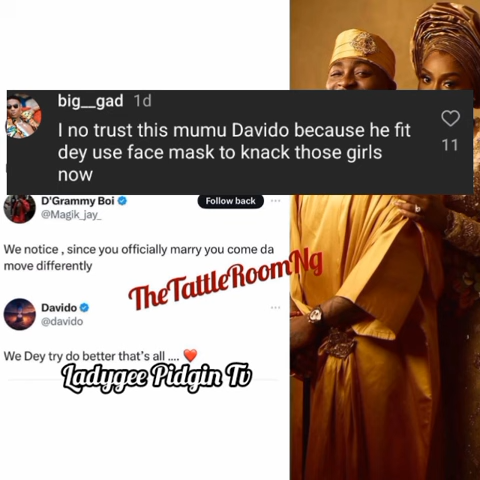 big__gad 1d
I no trust this mumu Davido because he fit
dey use face mask to knack those girls
now
11
D'Grammy Boi
Follow back
@Magik_jay_
We notice , since you officially marry you come da
move differently
TheTattleRoomNg
Davido
@davido
We Dey try do better that's all .... ❤️
Ladygee Pidgin Tv